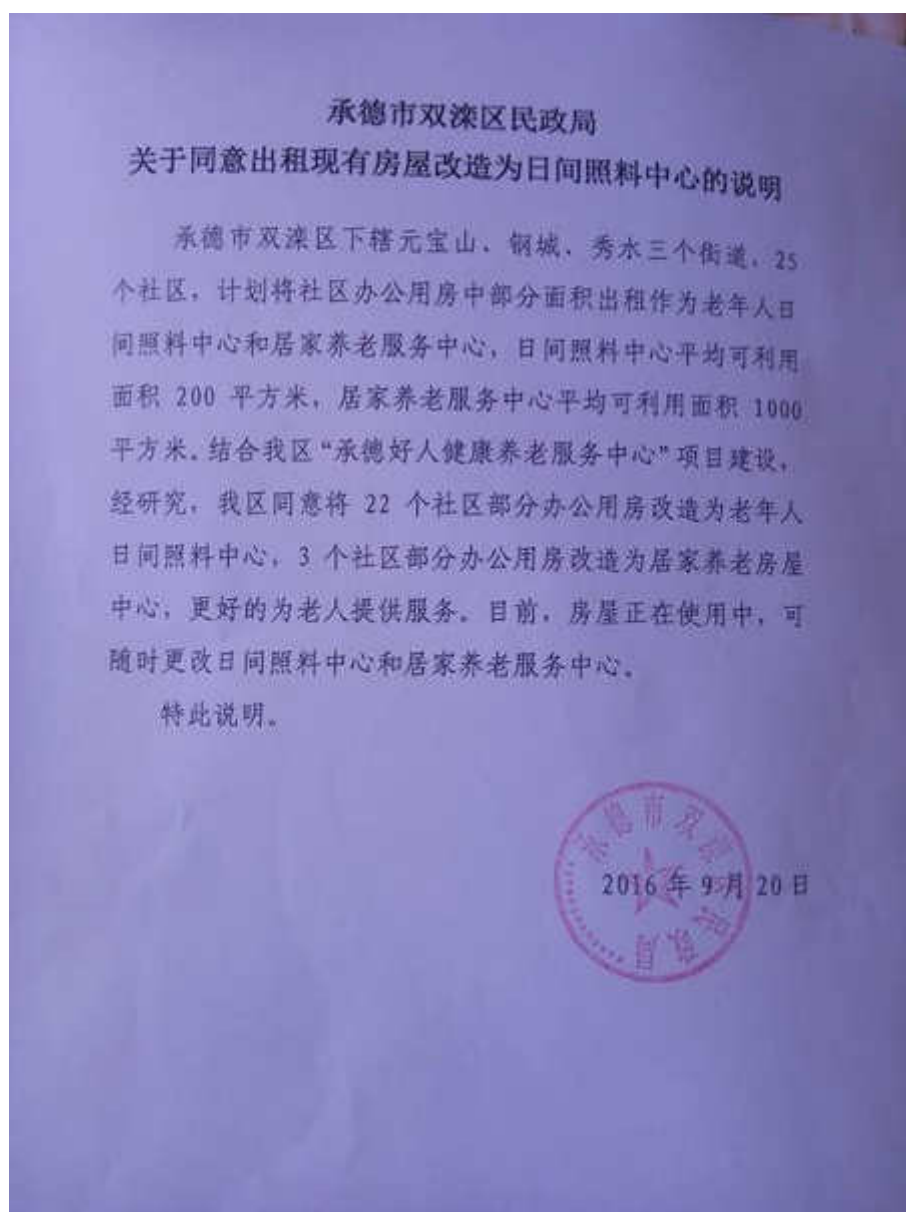 承德市双滦区民政局
关于同意出租现有房屋改造为日间照料中心的说明
承德市双滦区下辖元宝山、钢城、秀水三个街道，25
个社区，计划将社区办公用房中部分面积出租作为老年人日
间照料中心和居家养老服务中心，日间照料中心平均可利用
面积 200 平方米，居家养老服务中心平均可利用面积 1000
平方米。结合我区“承德好人健康养老服务中心”项目建设，
经研究，我区同意将 22 个社区部分办公用房改造为老年人
日间照料中心，3 个社区部分办公用房改造为居家养老房屋
中心，更好的为老人提供服务。目前，房屋正在使用中，可
随时更改日间照料中心和居家养老服务中心。
特此说明。
承德市双滦区民政局
2016 年 9 月 20 日